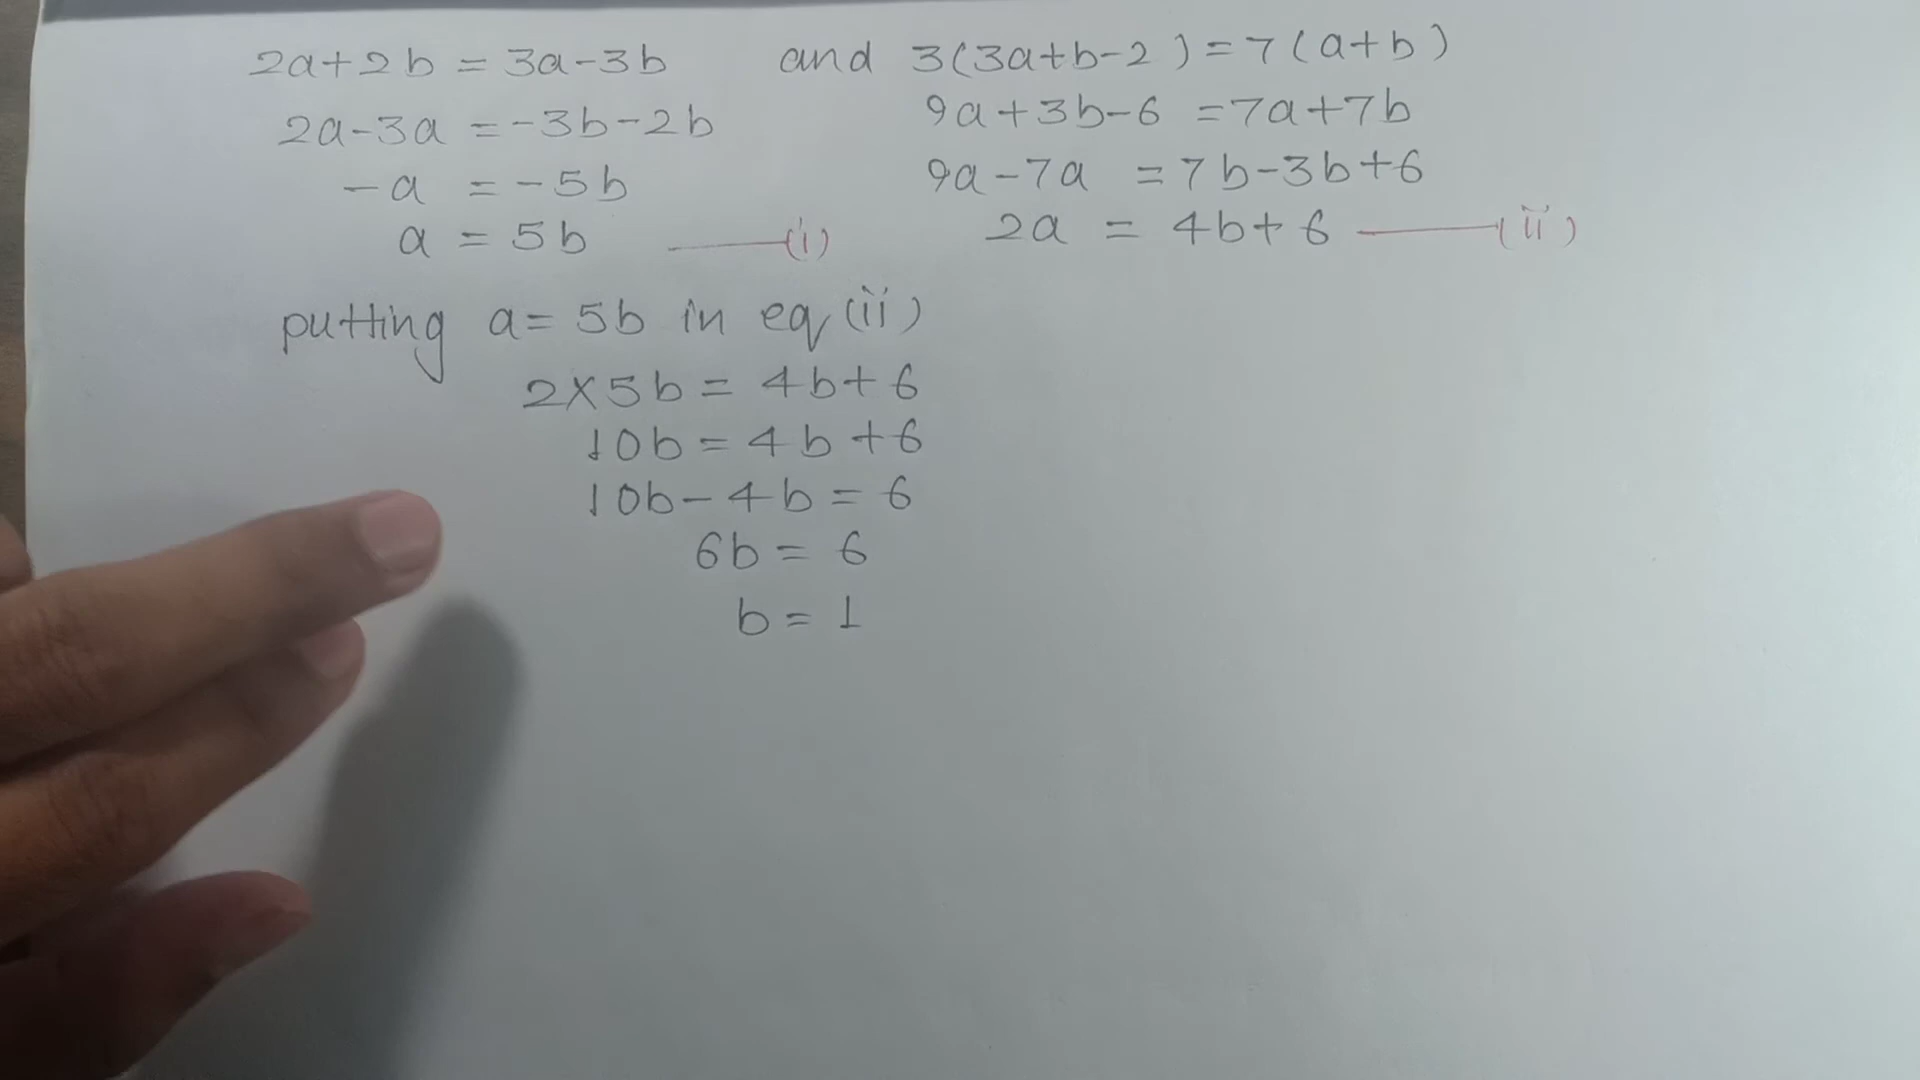 2a+2b = 3a-3b and 3(3a+b-2) = 7(a+b)
2a-3a = -3b-2b 9a+3b-6 = 7a+7b
-a = -5b 9a-7a = 7b-3b+6
a = 5b —(i) 2a = 4b+6 —(ii)
putting a = 5b in eq (ii)
2×5b = 4b+6
10b = 4b+6
10b-4b = 6
6b = 6
b = 1